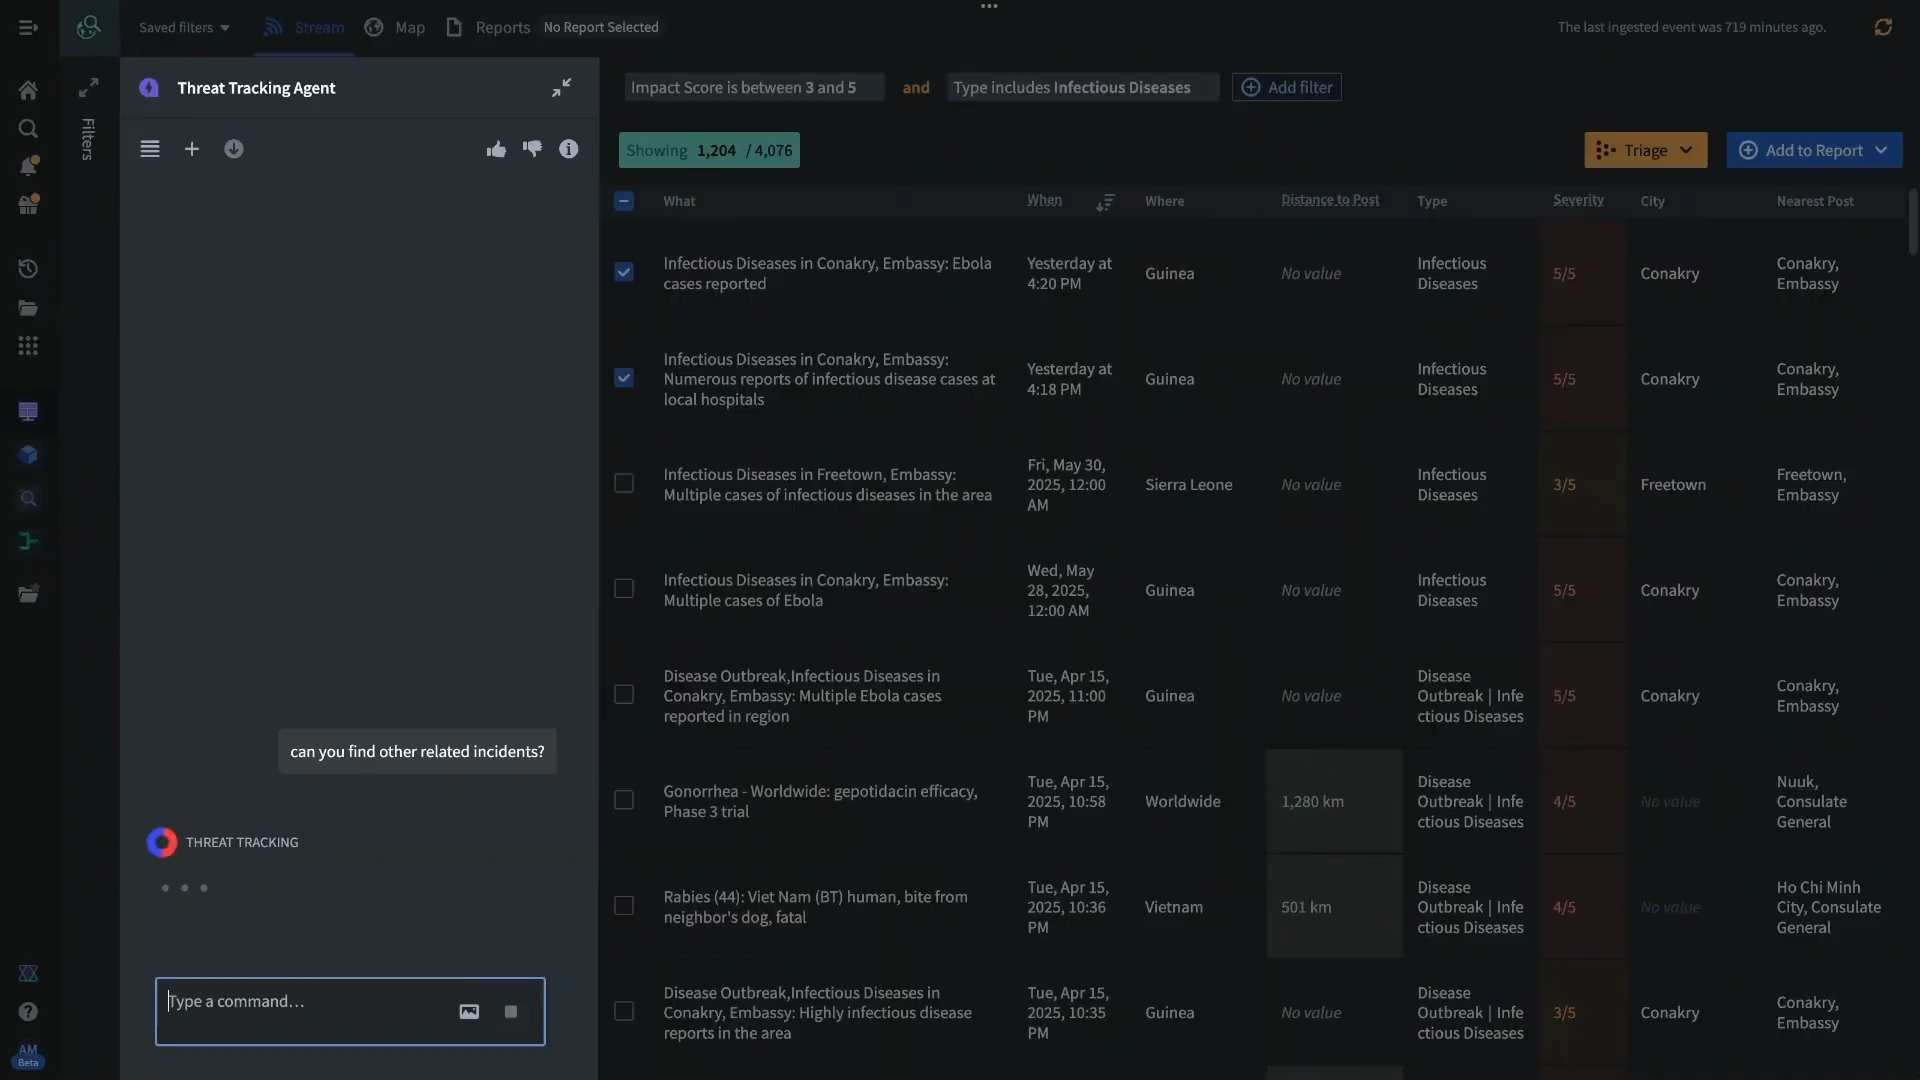 Saved filters
Stream
Map
Reports
No Report Selected
The last ingested event was 719 minutes ago.
Filters
Threat Tracking Agent
Impact Score is between 3 and 5
and
Type includes Infectious Diseases
Add filter
Showing 1,204 / 4,076
Triage
Add to Report
What
When
Where
Distance to Post
Type
Severity
City
Nearest Post
Infectious Diseases in Conakry, Embassy: Ebola
cases reported
Yesterday at
4:20 PM
Guinea
No value
Infectious
Diseases
5/5
Conakry
Conakry,
Embassy
Infectious Diseases in Conakry, Embassy:
Numerous reports of infectious disease cases at
local hospitals
Yesterday at
4:18 PM
Guinea
No value
Infectious
Diseases
5/5
Conakry
Conakry,
Embassy
Infectious Diseases in Freetown, Embassy:
Multiple cases of infectious diseases in the area
Fri, May 30,
2025, 12:00
AM
Sierra Leone
No value
Infectious
Diseases
3/5
Freetown
Freetown,
Embassy
Infectious Diseases in Conakry, Embassy:
Multiple cases of Ebola
Wed, May
28, 2025,
12:00 AM
Guinea
No value
Infectious
Diseases
5/5
Conakry
Conakry,
Embassy
Disease Outbreak,Infectious Diseases in
Conakry, Embassy: Multiple Ebola cases
reported in region
Tue, Apr 15,
2025, 11:00
PM
Guinea
No value
Disease
Outbreak | Infe
ctious Diseases
5/5
Conakry
Conakry,
Embassy
Gonorrhea - Worldwide: gepotidacin efficacy,
Phase 3 trial
Tue, Apr 15,
2025, 10:58
PM
Worldwide
1,280 km
Disease
Outbreak | Infe
ctious Diseases
4/5
No value
Nuuk,
Consulate
General
Rabies (44): Viet Nam (BT) human, bite from
neighbor's dog, fatal
Tue, Apr 15,
2025, 10:36
PM
Vietnam
501 km
Disease
Outbreak | Infe
ctious Diseases
4/5
No value
Ho Chi Minh
City, Consulate
General
Disease Outbreak,Infectious Diseases in
Conakry, Embassy: Highly infectious disease
reports in the area
Tue, Apr 15,
2025, 10:35
PM
Guinea
No value
Disease
Outbreak | Infe
ctious Diseases
3/5
Conakry
Conakry,
Embassy
can you find other related incidents?
THREAT TRACKING
Type a command...
AM
Beta